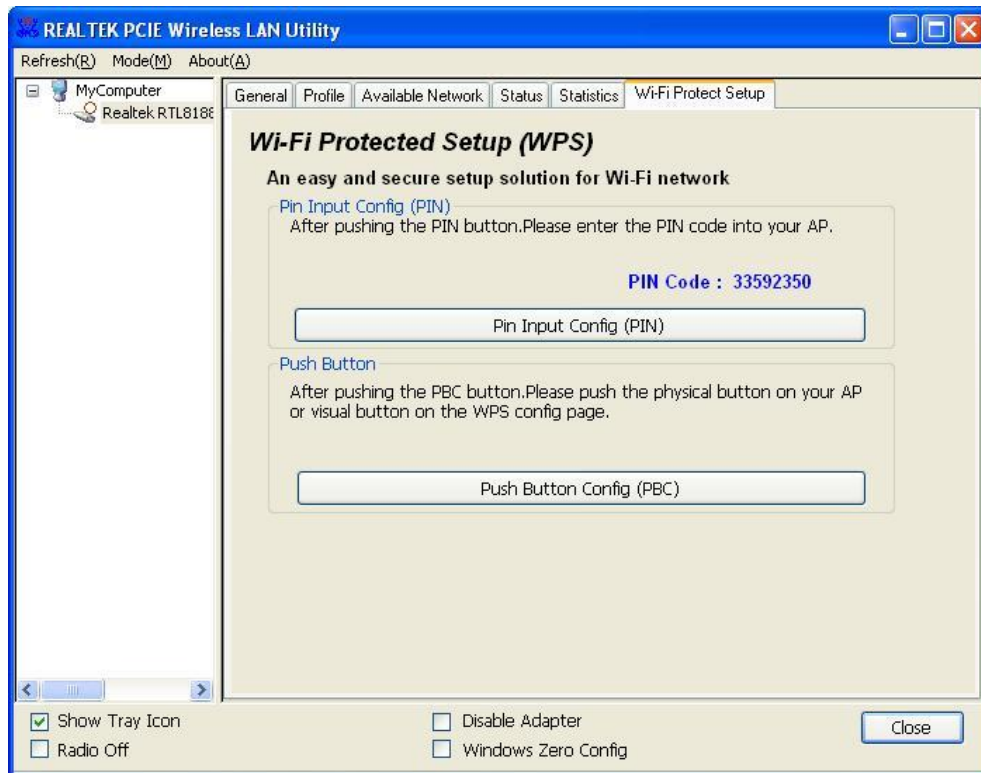 REALTEK PCIE Wireless LAN Utility
Refresh(R) Mode(M) About(A)
MyComputer
Realtek RTL8188
General Profile Available Network Status Statistics Wi-Fi Protect Setup
Wi-Fi Protected Setup (WPS)
An easy and secure setup solution for Wi-Fi network
Pin Input Config (PIN)
After pushing the PIN button.Please enter the PIN code into your AP.
PIN Code : 33592350
Pin Input Config (PIN)
Push Button
After pushing the PBC button.Please push the physical button on your AP
or visual button on the WPS config page.
Push Button Config (PBC)
Show Tray Icon
Disable Adapter
Close
Radio Off
Windows Zero Config